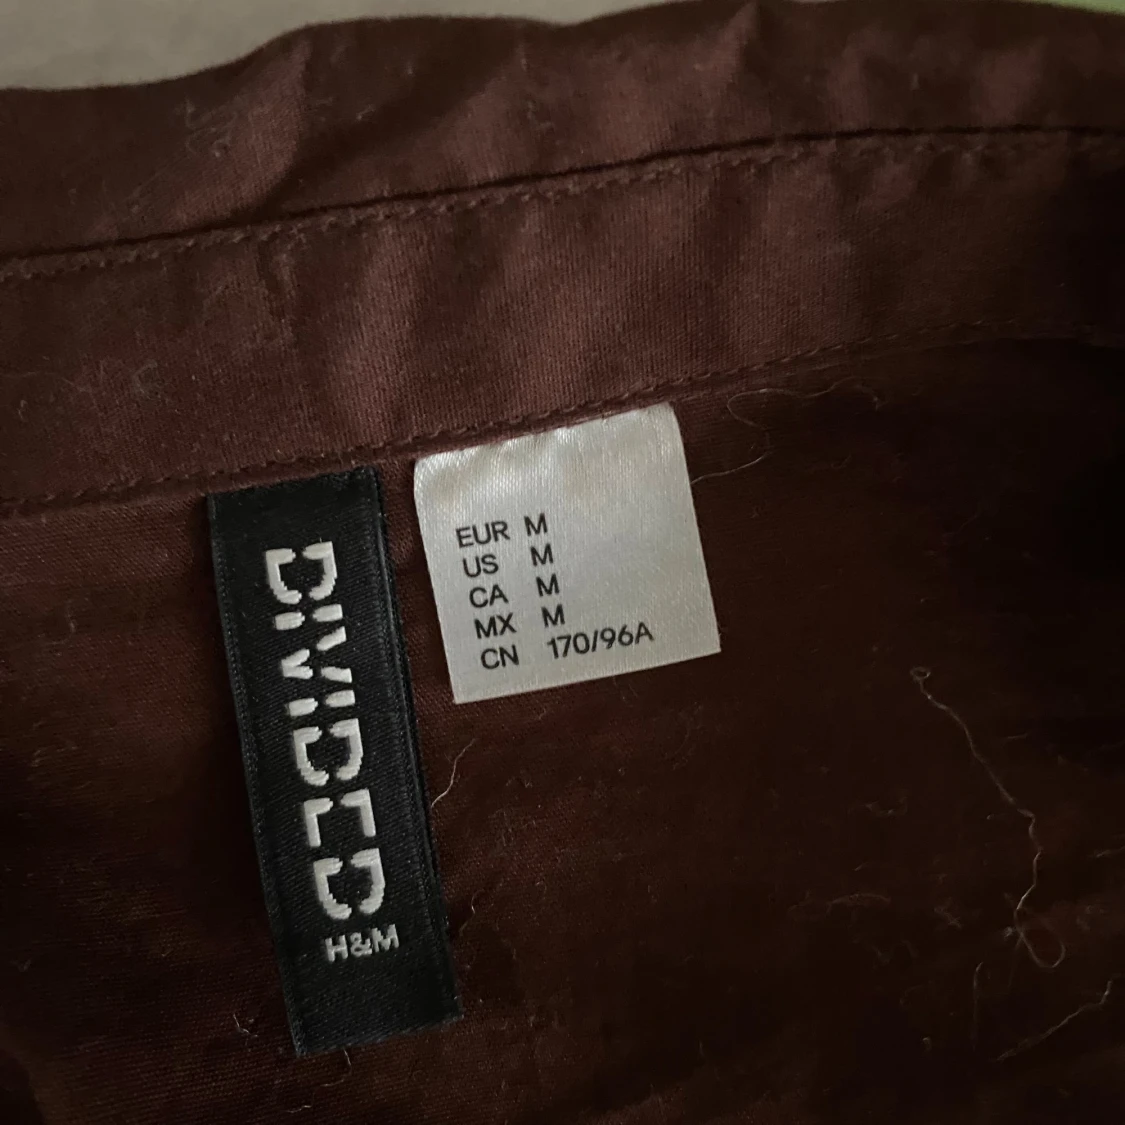 DIVIDED
H&M
EUR M
US M
CA M
MX M
CN 170/96A